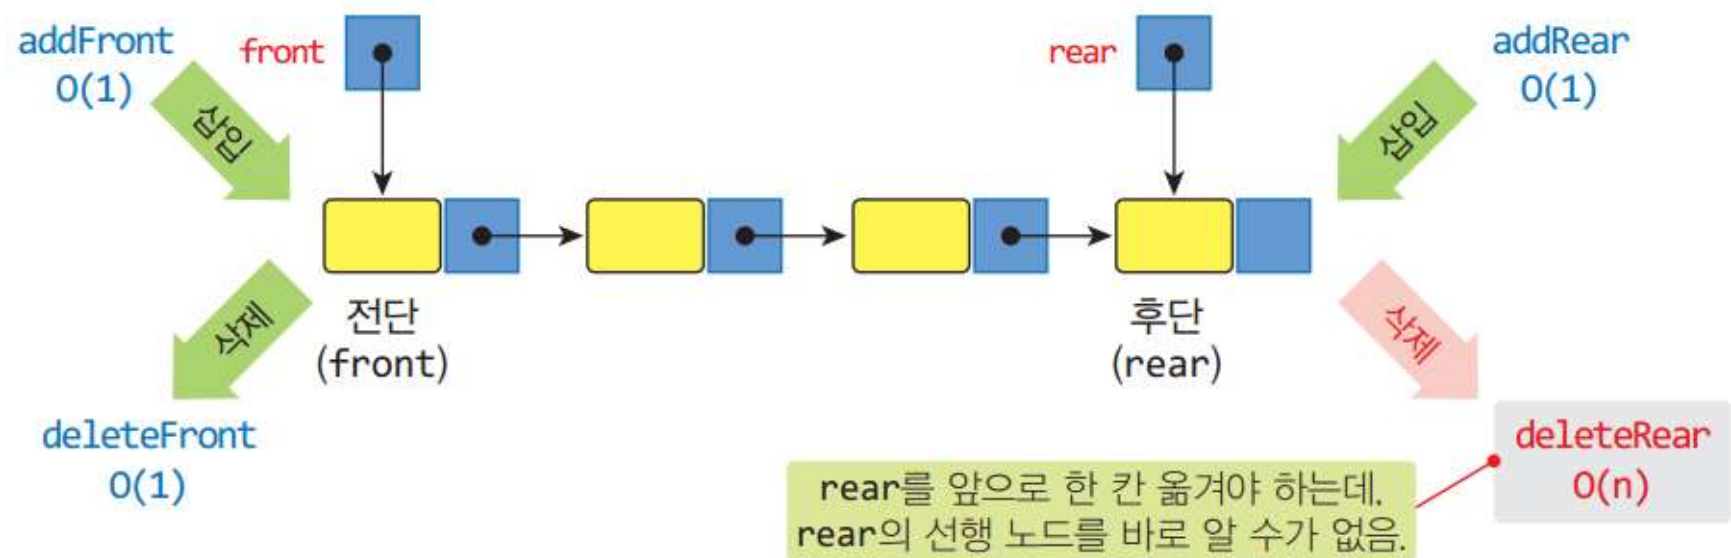 addFront
O(1)
front
rear
addRear
O(1)
삽입
삽입
삭제
전단
(front)
후단
(rear)
삭제
deleteFront
O(1)
deleteRear
O(n)
rear를 앞으로 한 칸 옮겨야 하는데,
rear의 선행 노드를 바로 알 수가 없음.